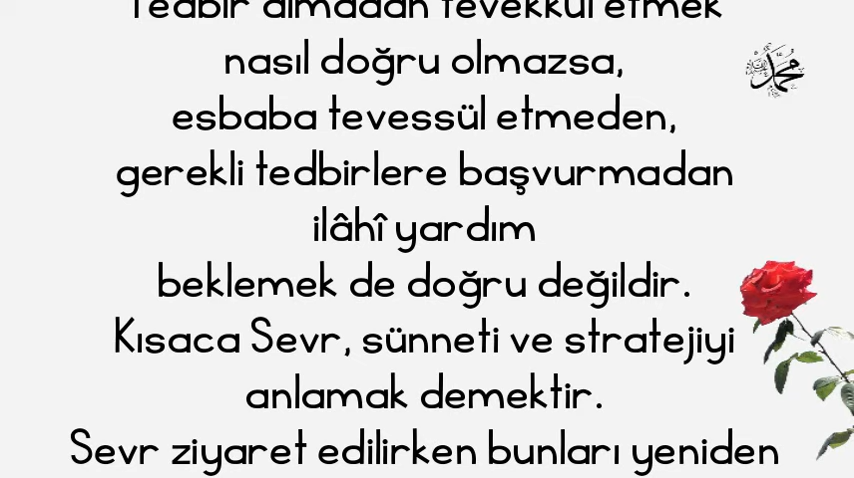 Tedbir almadan tevekkül etmek
nasıl doğru olmazsa,
esbaba tevessül etmeden,
gerekli tedbirlere başvurmadan
ilâhî yardım
beklemek de doğru değildir.
Kısaca Sevr, sünneti ve stratejiyi
anlamak demektir.
Sevr ziyaret edilirken bunları yeniden
محمد